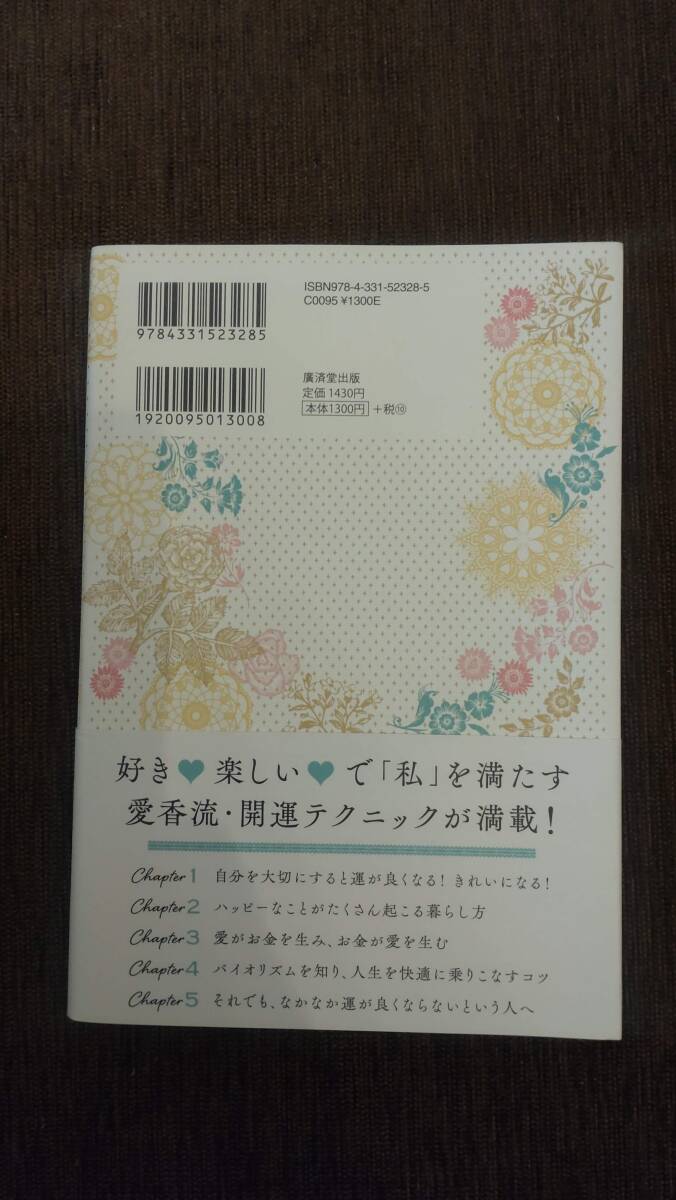 ISBN978-4-331-52328-5
C0095 ¥1300E
9784331523285
廣済堂出版
定価 1430円
本体1300円 +税⑩
1920095013008
好き♥楽しい♥で「私」を満たす
愛香流・開運テクニックが満載!
Chapter 1 自分を大切にすると運が良くなる! きれいになる!
Chapter 2 ハッピーなことがたくさん起こる暮らし方
Chapter 3 愛がお金を生み、お金が愛を生む
Chapter 4 バイオリズムを知り、人生を快適に乗りこなすコツ
Chapter 5 それでも、なかなか運が良くならないという人へ